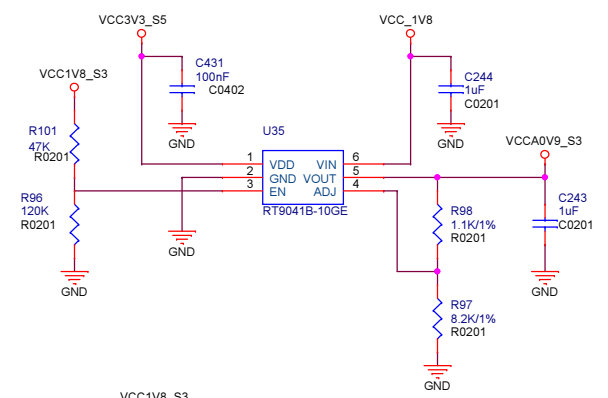 VCC3V3_S5
VCC_1V8
VCC1V8_S3
C431
100nF
C0402
C244
1uF
C0201
GND
GND
R101
47K
R0201
U35
VCCA0V9_S3
1 VDD VIN 6
2 GND VOUT 5
3 EN ADJ 4
RT9041B-10GE
R96
120K
R0201
R98
1.1K/1%
R0201
C243
1uF
C0201
GND
GND
GND
R97
8.2K/1%
R0201
GND
VCC1V8_S3